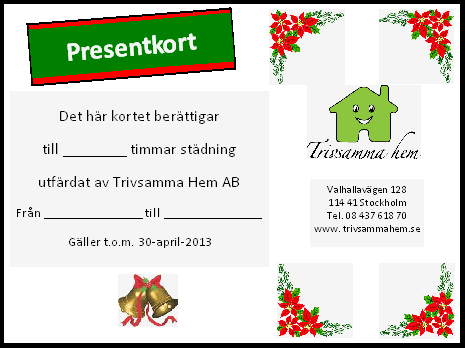 Presentkort
Det här kortet berättigar
till ________ timmar städning
utfärdat av Trivsamma Hem AB
Från ______________ till ______________
Gäller t.o.m. 30-april-2013
Trivsamma hem
Valhallavägen 128
114 41 Stockholm
Tel. 08 437 618 70
www. trivsammahem.se